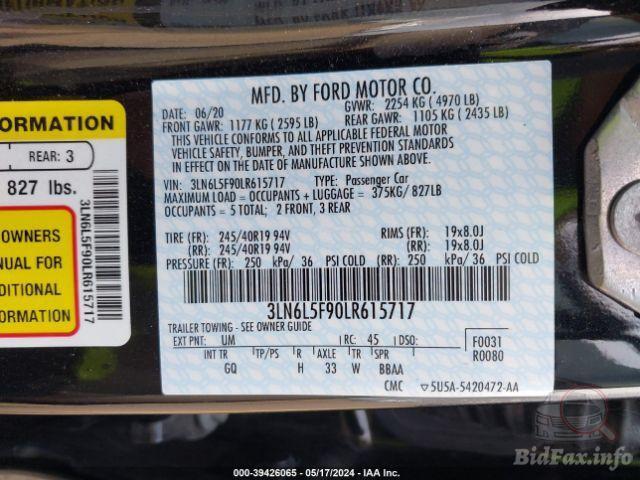 ORMATION
REAR: 3
827 lbs.
OWNERS
NUAL FOR
DITIONAL
ORMATION
3LN6L5F90LR615717
MFD. BY FORD MOTOR CO.
DATE: 06/20
GVWR: 2254 KG ( 4970 LB)
FRONT GAWR: 1177 KG ( 2595 LB)
REAR GAWR: 1105 KG ( 2435 LB)
THIS VEHICLE CONFORMS TO ALL APPLICABLE FEDERAL MOTOR
VEHICLE SAFETY, BUMPER, AND THEFT PREVENTION STANDARDS
IN EFFECT ON THE DATE OF MANUFACTURE SHOWN ABOVE.
VIN: 3LN6L5F90LR615717 TYPE: Passenger Car
MAXIMUM LOAD = OCCUPANTS + LUGGAGE = 375KG/ 827LB
OCCUPANTS = 5 TOTAL; 2 FRONT, 3 REAR
TIRE (FR): 245/40R19 94V RIMS (FR): 19x8.0J
(RR): 245/40R19 94V (RR): 19x8.0J
PRESSURE (FR): 250 kPa/ 36 PSI COLD (RR): 250 kPa/ 36 PSI COLD
3LN6L5F90LR615717
TRAILER TOWING - SEE OWNER GUIDE
EXT PNT: UM RC: 45 DSO:
F0031
R0080
INT TR TP/PS R AXLE TR SPR
GQ H 33 W BBAA
CMC ▽5U5A-5420472-AA
BidFax.info
000-39426065 - 05/17/2024 - IAA Inc.